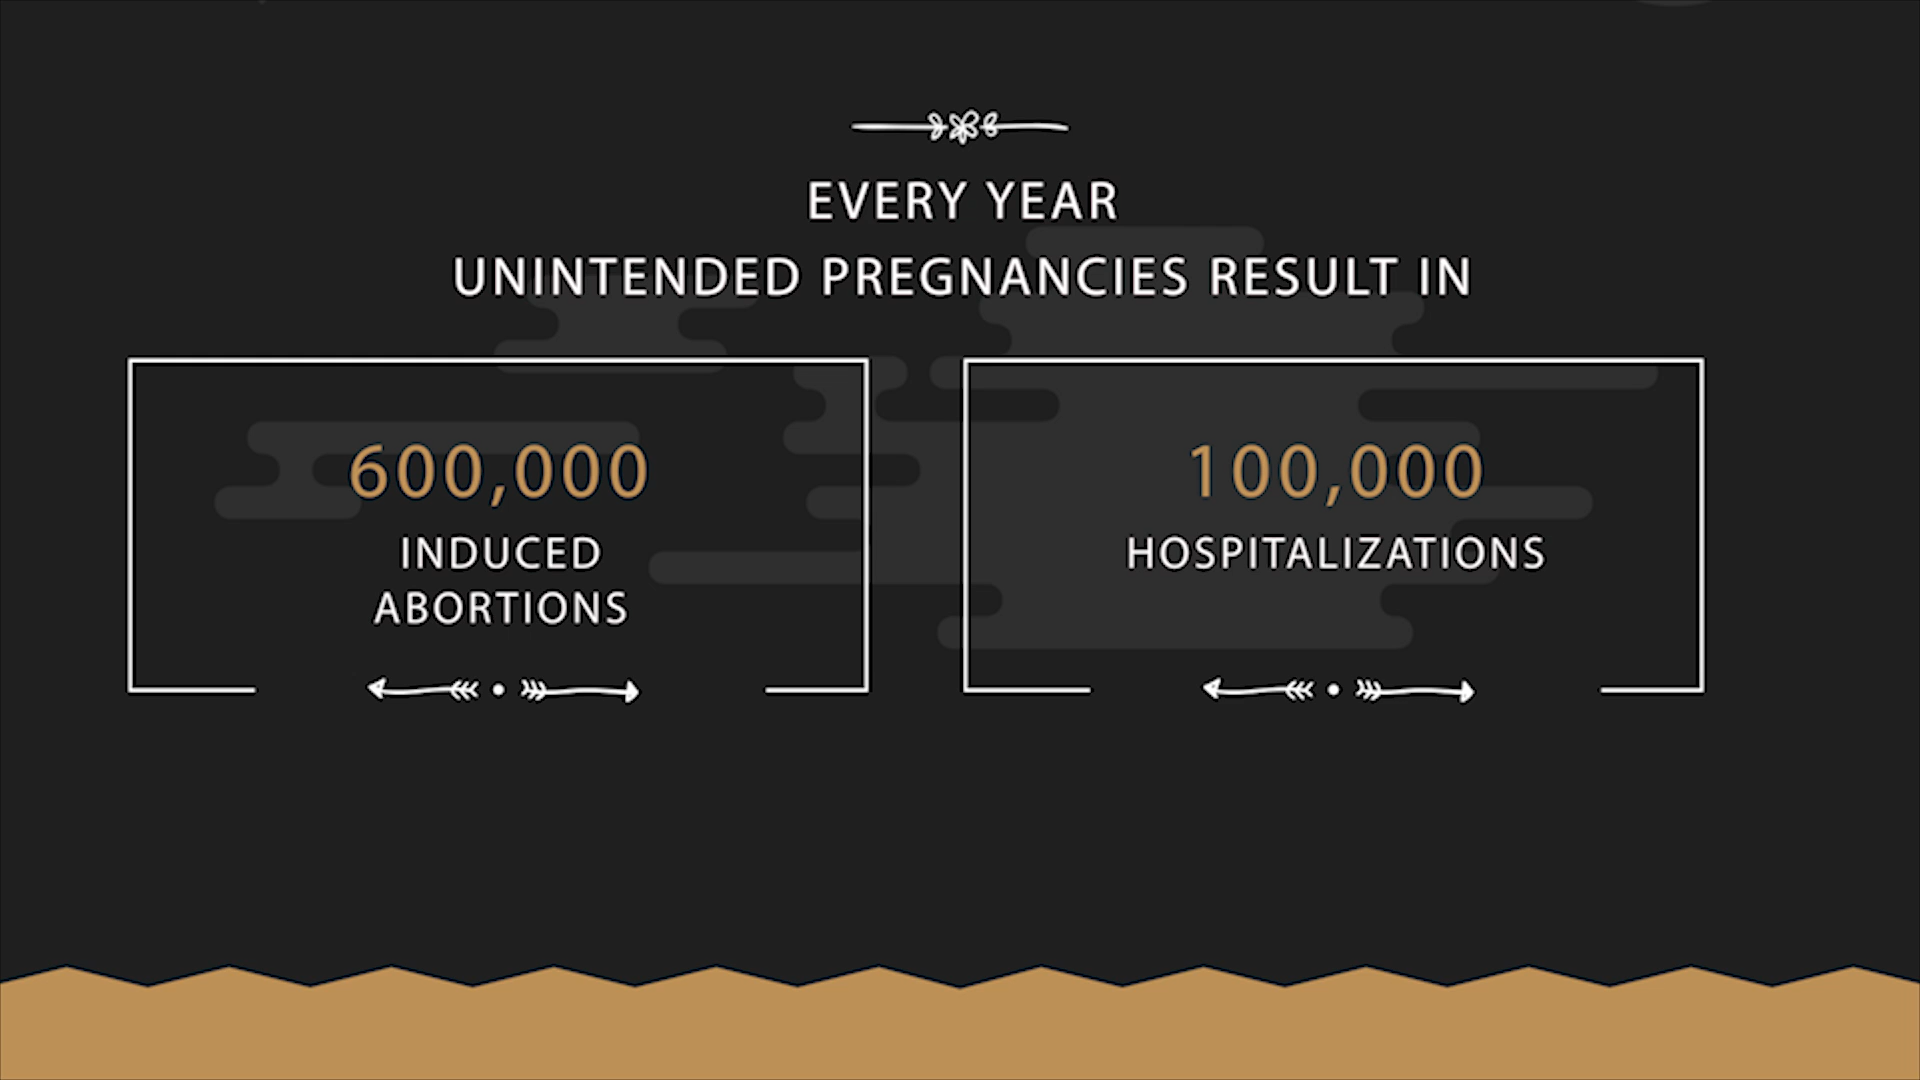 EVERY YEAR
UNINTENDED PREGNANCIES RESULT IN
600,000
INDUCED
ABORTIONS
100,000
HOSPITALIZATIONS